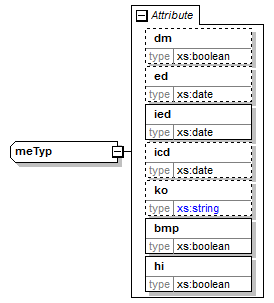 Attribute
dm
type xs:boolean
ed
type xs:date
ied
type xs:date
meTyp
icd
type xs:date
ko
type xs:string
bmp
type xs:boolean
hi
type xs:boolean